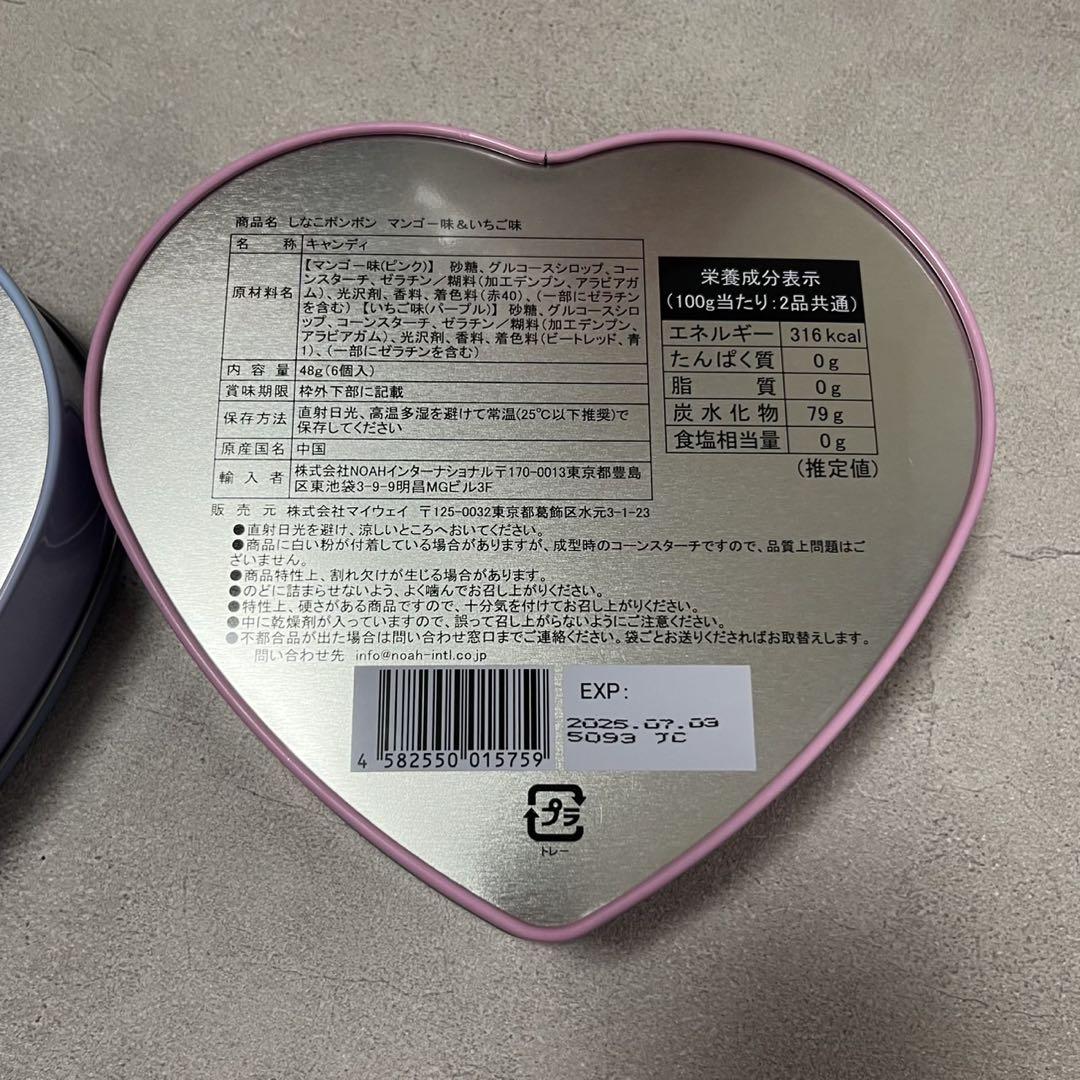 商品名 しなこボンボン マンゴー味＆いちご味
名称 キャンディ
原材料名
【マンゴー味(ピンク)】 砂糖、グルコースシロップ、コー
ンスターチ、ゼラチン／糊料(加工デンプン、アラビアガ
ム)、光沢剤、香料、着色料(赤40)、(一部にゼラチン
を含む) 【いちご味(パープル)】 砂糖、グルコースシロ
ップ、コーンスターチ、ゼラチン／糊料(加工デンプン、
アラビアガム)、光沢剤、香料、着色料(ビートレッド、青
1)、(一部にゼラチンを含む)
内容量 48g(6個入)
賞味期限 枠外下部に記載
保存方法 直射日光、高温多湿を避けて常温(25℃以下推奨)で
保存してください
原産国名 中国
輸入者 株式会社NOAHインターナショナル〒170-0013東京都豊島
区東池袋3-9-9明昌MGビル3F
販売元 株式会社マイウェイ 〒125-0032東京都葛飾区水元3-1-23
●直射日光を避け、涼しいところへおいてください。
●商品に白い粉が付着している場合がありますが、成型時のコーンスターチですので、品質上問題はご
ざいません。
●商品特性上、割れ欠けが生じる場合があります。
●のどに詰まらせないよう、よく噛んでお召し上がりください。
●特性上、硬さがある商品ですので、十分気を付けてお召し上がりください。
●中に乾燥剤が入っていますので、誤って召し上がらないようにご注意ください。
●不都合品が出た場合は問い合わせ窓口までご連絡ください。袋ごとお送りくださればお取替えします。
問い合わせ先 info@noah-intl.co.jp
栄養成分表示
(100g当たり:2品共通)
エネルギー 316kcal
たんぱく質 0g
脂質 0g
炭水化物 79g
食塩相当量 0g
(推定値)
4 582550 015759
EXP:
2025.07.03
5093 JC
プラ
トレー